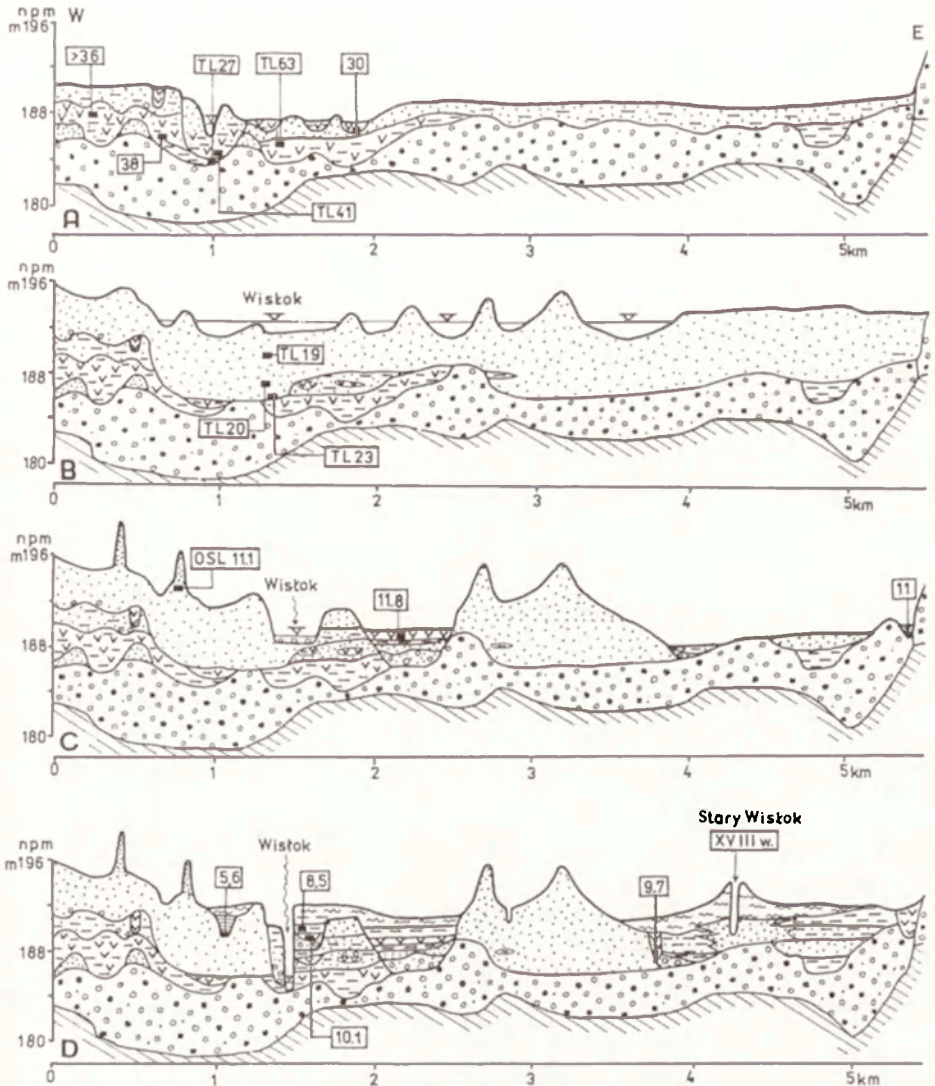 npm W
m196 E
>36 TL27 TL63 30
188
38
180 TL41
A
0 1 2 3 4 5km
npm
m196
Wisłok
TL19
188
TL20
TL23
180
B
0 1 2 3 4 5km
npm
m196
OSL 11.1
Wisłok
11.8 11
188
180
C
0 1 2 3 4 5km
Stary Wisłok
npm Wisłok XVIII w.
m196
5,6 8,5 9.7
188
10,1
180
D
0 1 2 3 4 5km